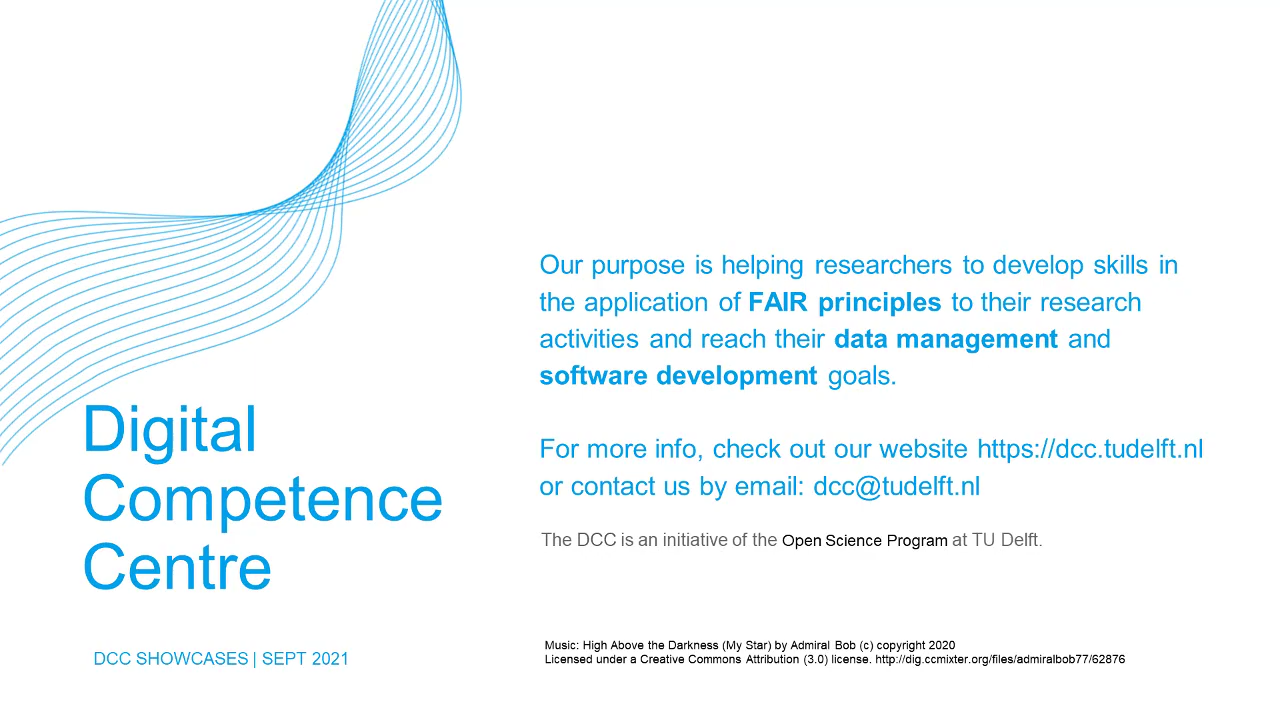 Digital
Competence
Centre
DCC SHOWCASES | SEPT 2021
Our purpose is helping researchers to develop skills in
the application of FAIR principles to their research
activities and reach their data management and
software development goals.
For more info, check out our website https://dcc.tudelft.nl
or contact us by email: dcc@tudelft.nl
The DCC is an initiative of the Open Science Program at TU Delft.
Music: High Above the Darkness (My Star) by Admiral Bob (c) copyright 2020
Licensed under a Creative Commons Attribution (3.0) license. http://dig.ccmixter.org/files/admiralbob77/62876